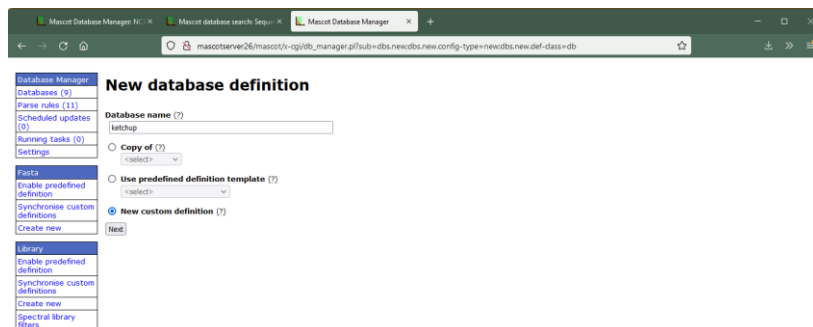 Mascot Database Manager: NCI
Mascot database search: Sequen
Mascot Database Manager
mascotserver26/mascot/x-cgi/db_manager.pl?sub=dbs.new:dbs.new.config-type=new:dbs.new.def-class=db
Database Manager
Databases (9)
Parse rules (11)
Scheduled updates
(0)
Running tasks (0)
Settings
Fasta
Enable predefined
definition
Synchronise custom
definitions
Create new
Library
Enable predefined
definition
Synchronise custom
definitions
Create new
Spectral library
filters
New database definition
Database name (?)
ketchup
Copy of (?)
<select>
Use predefined definition template (?)
<select>
New custom definition (?)
Next